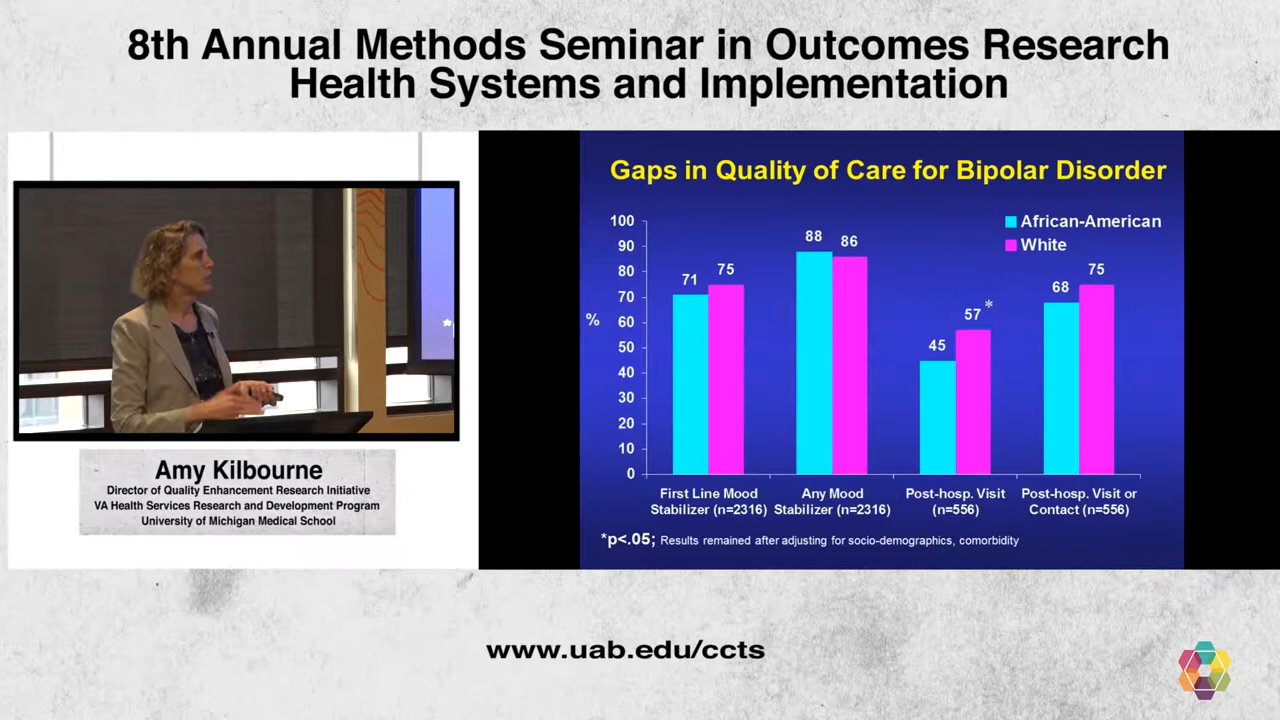 8th Annual Methods Seminar in Outcomes Research
Health Systems and Implementation
Gaps in Quality of Care for Bipolar Disorder
African-American
White
%
100
90
80
70
60
50
40
30
20
10
0
71
75
88
86
45
57
*
68
75
First Line Mood
Stabilizer (n=2316)
Any Mood
Stabilizer (n=2316)
Post-hosp. Visit
(n=556)
Post-hosp. Visit or
Contact (n=556)
*p<.05; Results remained after adjusting for socio-demographics, comorbidity
Amy Kilbourne
Director of Quality Enhancement Research Initiative
VA Health Services Research and Development Program
University of Michigan Medical School
www.uab.edu/ccts